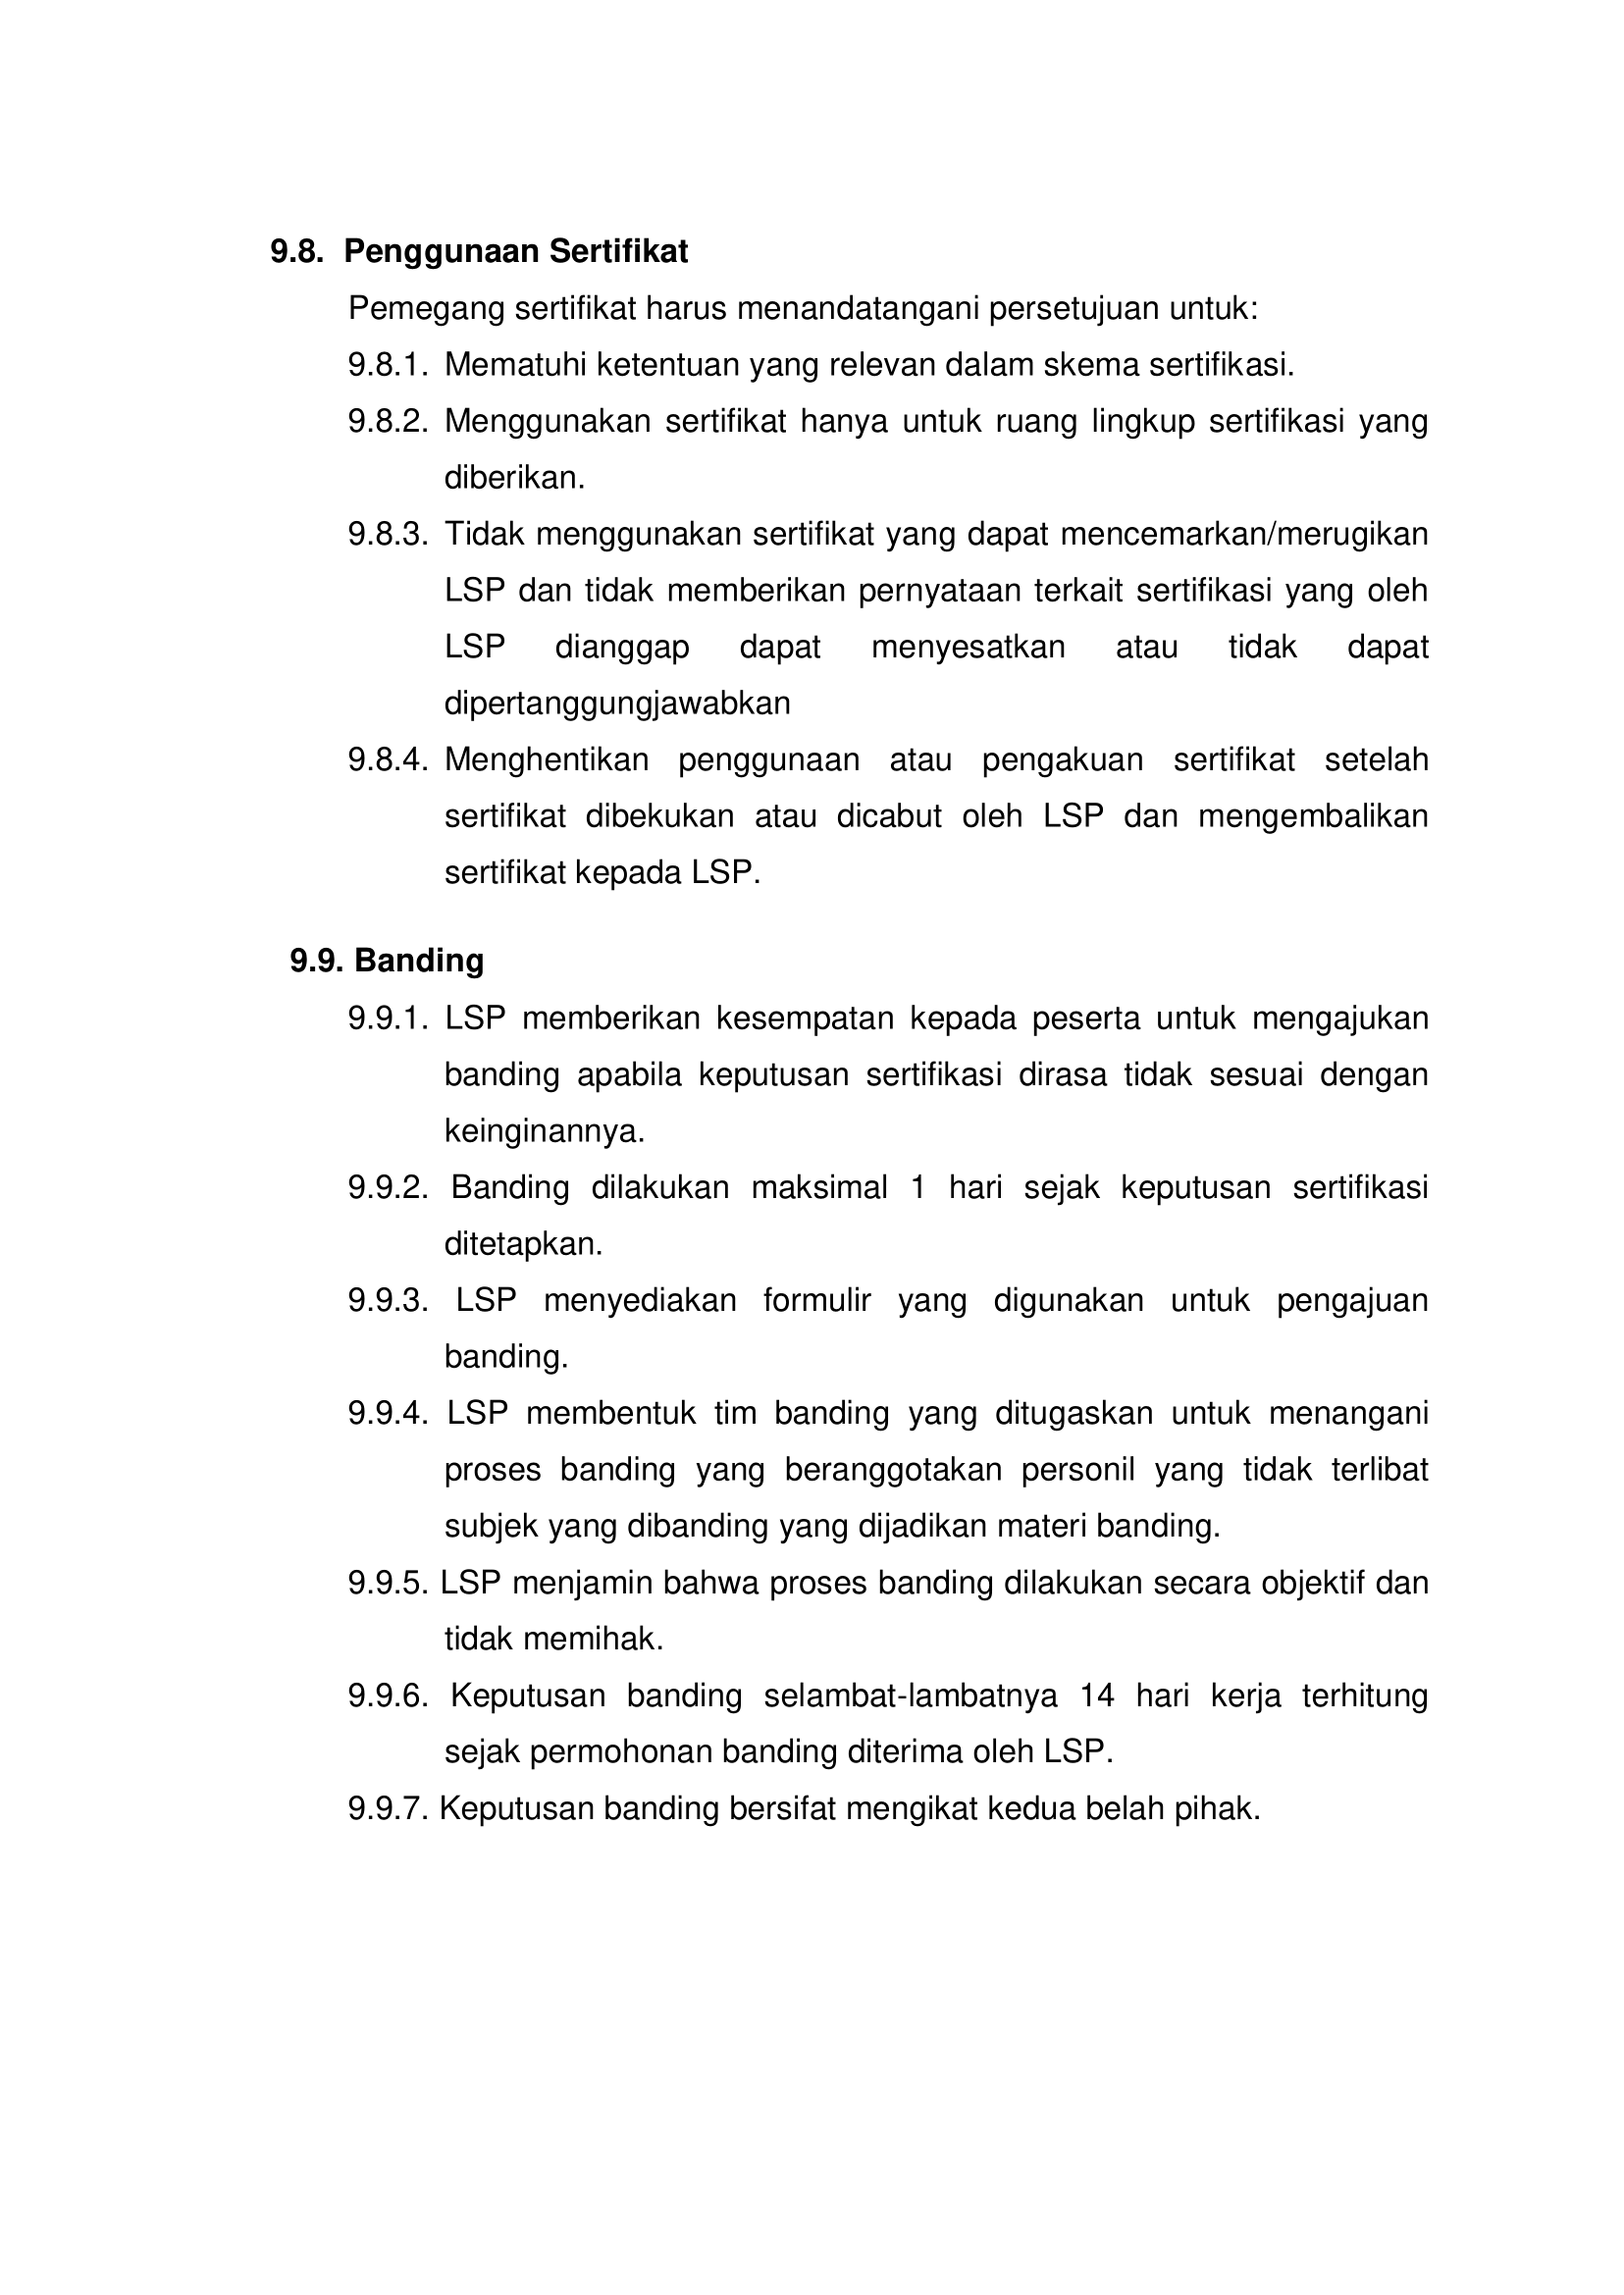 9.8. Penggunaan Sertifikat
Pemegang sertifikat harus menandatangani persetujuan untuk:
9.8.1. Mematuhi ketentuan yang relevan dalam skema sertifikasi.
9.8.2. Menggunakan sertifikat hanya untuk ruang lingkup sertifikasi yang
diberikan.
9.8.3. Tidak menggunakan sertifikat yang dapat mencemarkan/merugikan
LSP dan tidak memberikan pernyataan terkait sertifikasi yang oleh
LSP dianggap dapat menyesatkan atau tidak dapat
dipertanggungjawabkan
9.8.4. Menghentikan penggunaan atau pengakuan sertifikat setelah
sertifikat dibekukan atau dicabut oleh LSP dan mengembalikan
sertifikat kepada LSP.
9.9. Banding
9.9.1. LSP memberikan kesempatan kepada peserta untuk mengajukan
banding apabila keputusan sertifikasi dirasa tidak sesuai dengan
keinginannya.
9.9.2. Banding dilakukan maksimal 1 hari sejak keputusan sertifikasi
ditetapkan.
9.9.3. LSP menyediakan formulir yang digunakan untuk pengajuan
banding.
9.9.4. LSP membentuk tim banding yang ditugaskan untuk menangani
proses banding yang beranggotakan personil yang tidak terlibat
subjek yang dibanding yang dijadikan materi banding.
9.9.5. LSP menjamin bahwa proses banding dilakukan secara objektif dan
tidak memihak.
9.9.6. Keputusan banding selambat-lambatnya 14 hari kerja terhitung
sejak permohonan banding diterima oleh LSP.
9.9.7. Keputusan banding bersifat mengikat kedua belah pihak.